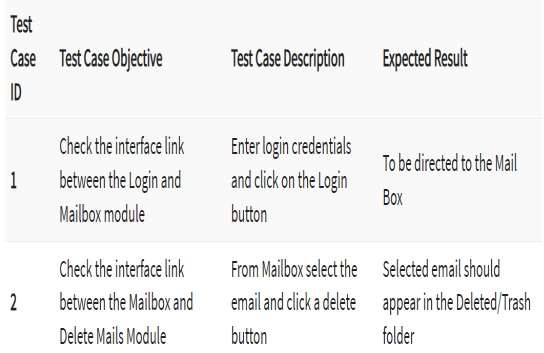 Test
Case Test Case Objective Test Case Description Expected Result
ID
Check the interface link Enter login credentials
1 between the Login and and click on the Login To be directed to the Mail
Mailbox module button Box
Check the interface link From Mailbox select the Selected email should
2 between the Mailbox and email and click a delete appear in the Deleted/Trash
Delete Mails Module button folder